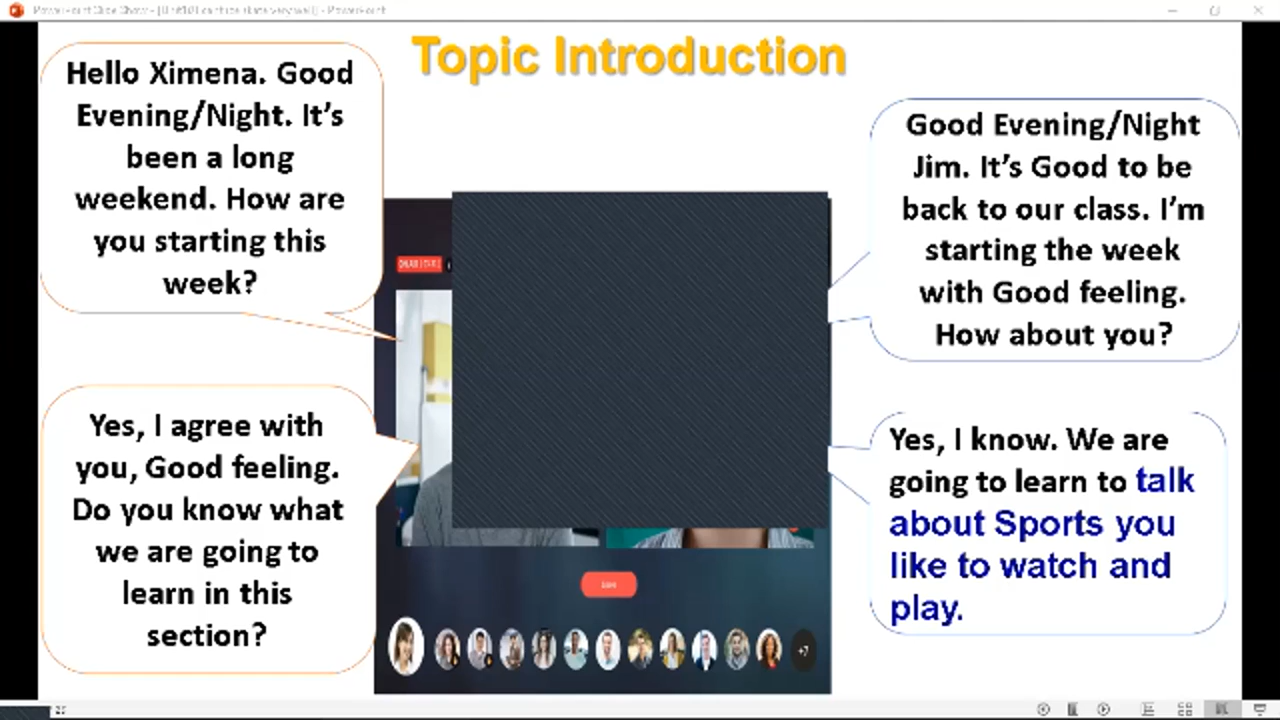 Topic Introduction
Hello Ximena. Good
Evening/Night. It's
been a long
weekend. How are
you starting this
week?
Good Evening/Night
Jim. It's Good to be
back to our class. I'm
starting the week
with Good feeling.
How about you?
Yes, I agree with
you, Good feeling.
Do you know what
we are going to
learn in this
section?
Yes, I know. We are
going to learn to talk
about Sports you
like to watch and
play.
+7